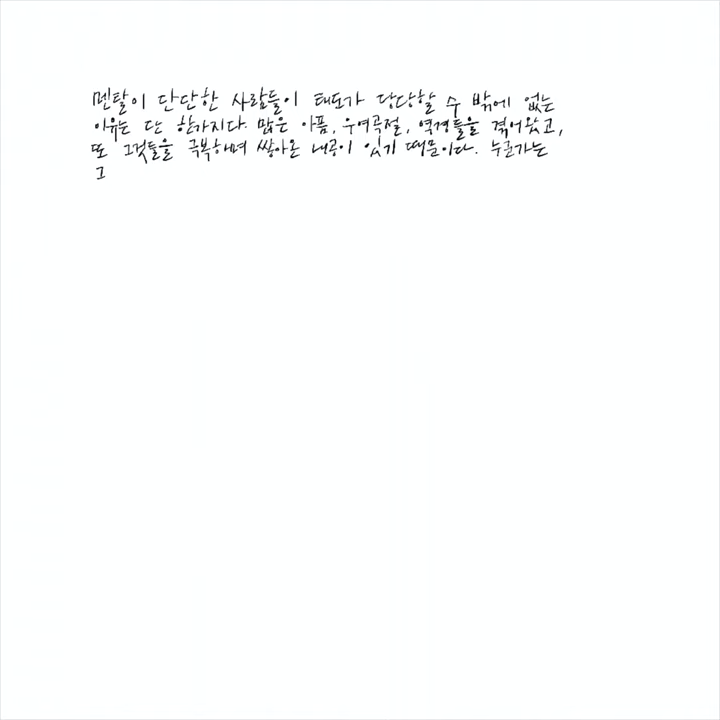 멘탈이 단단한 사람들이 태도가 당당할 수 밖에 없는
이유는 단 한가지다. 많은 아픔, 우여곡절, 역경들을 겪어왔고,
또 그것들을 극복하며 쌓아온 내공이 있기 때문이다. 누군가는
그